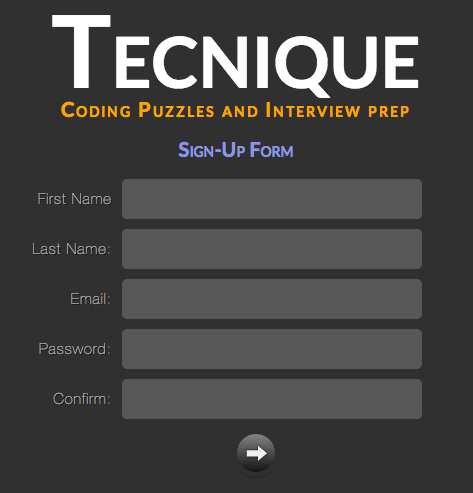 Tecnique
Coding Puzzles and Interview prep
Sign-Up Form
First Name
Last Name:
Email:
Password:
Confirm: